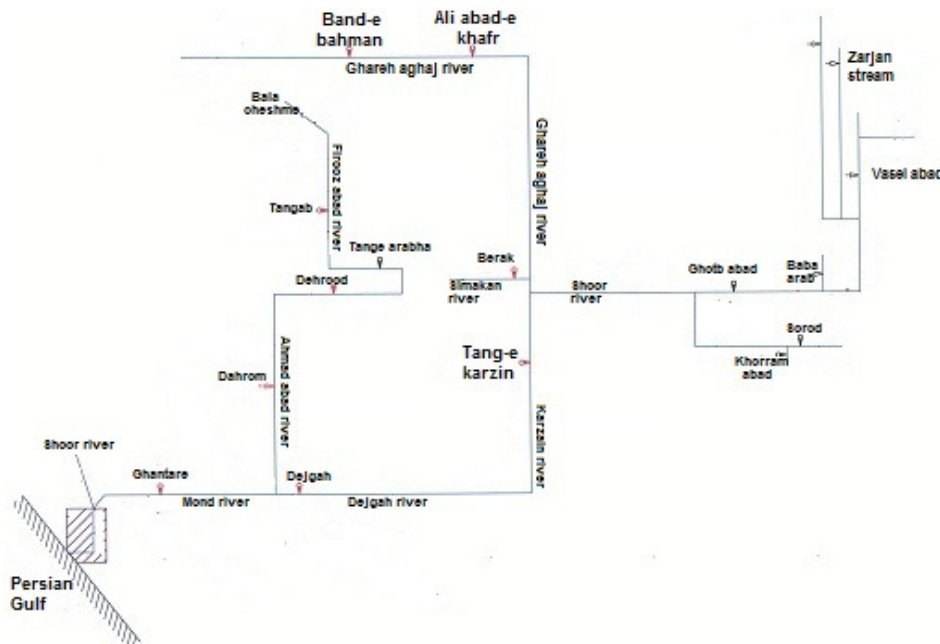 Band-e
bahman
Ali abad-e
khafr
Ghareh aghaj river
Zarjan
stream
Bala
cheshme
Firooz abad river
Ghareh aghaj river
Vasel abad
Tangab
Tange arabha
Berak
Dehrood
Simakan
river
Shoor
river
Ghotb abad
Baba
arab
Sorod
Khorram
abad
Tang-e
karzin
Dahrom
Ahmad abad river
Karzain river
Shoor river
Ghantare
Dejgah
Mond river
Dejgah river
Persian
Gulf